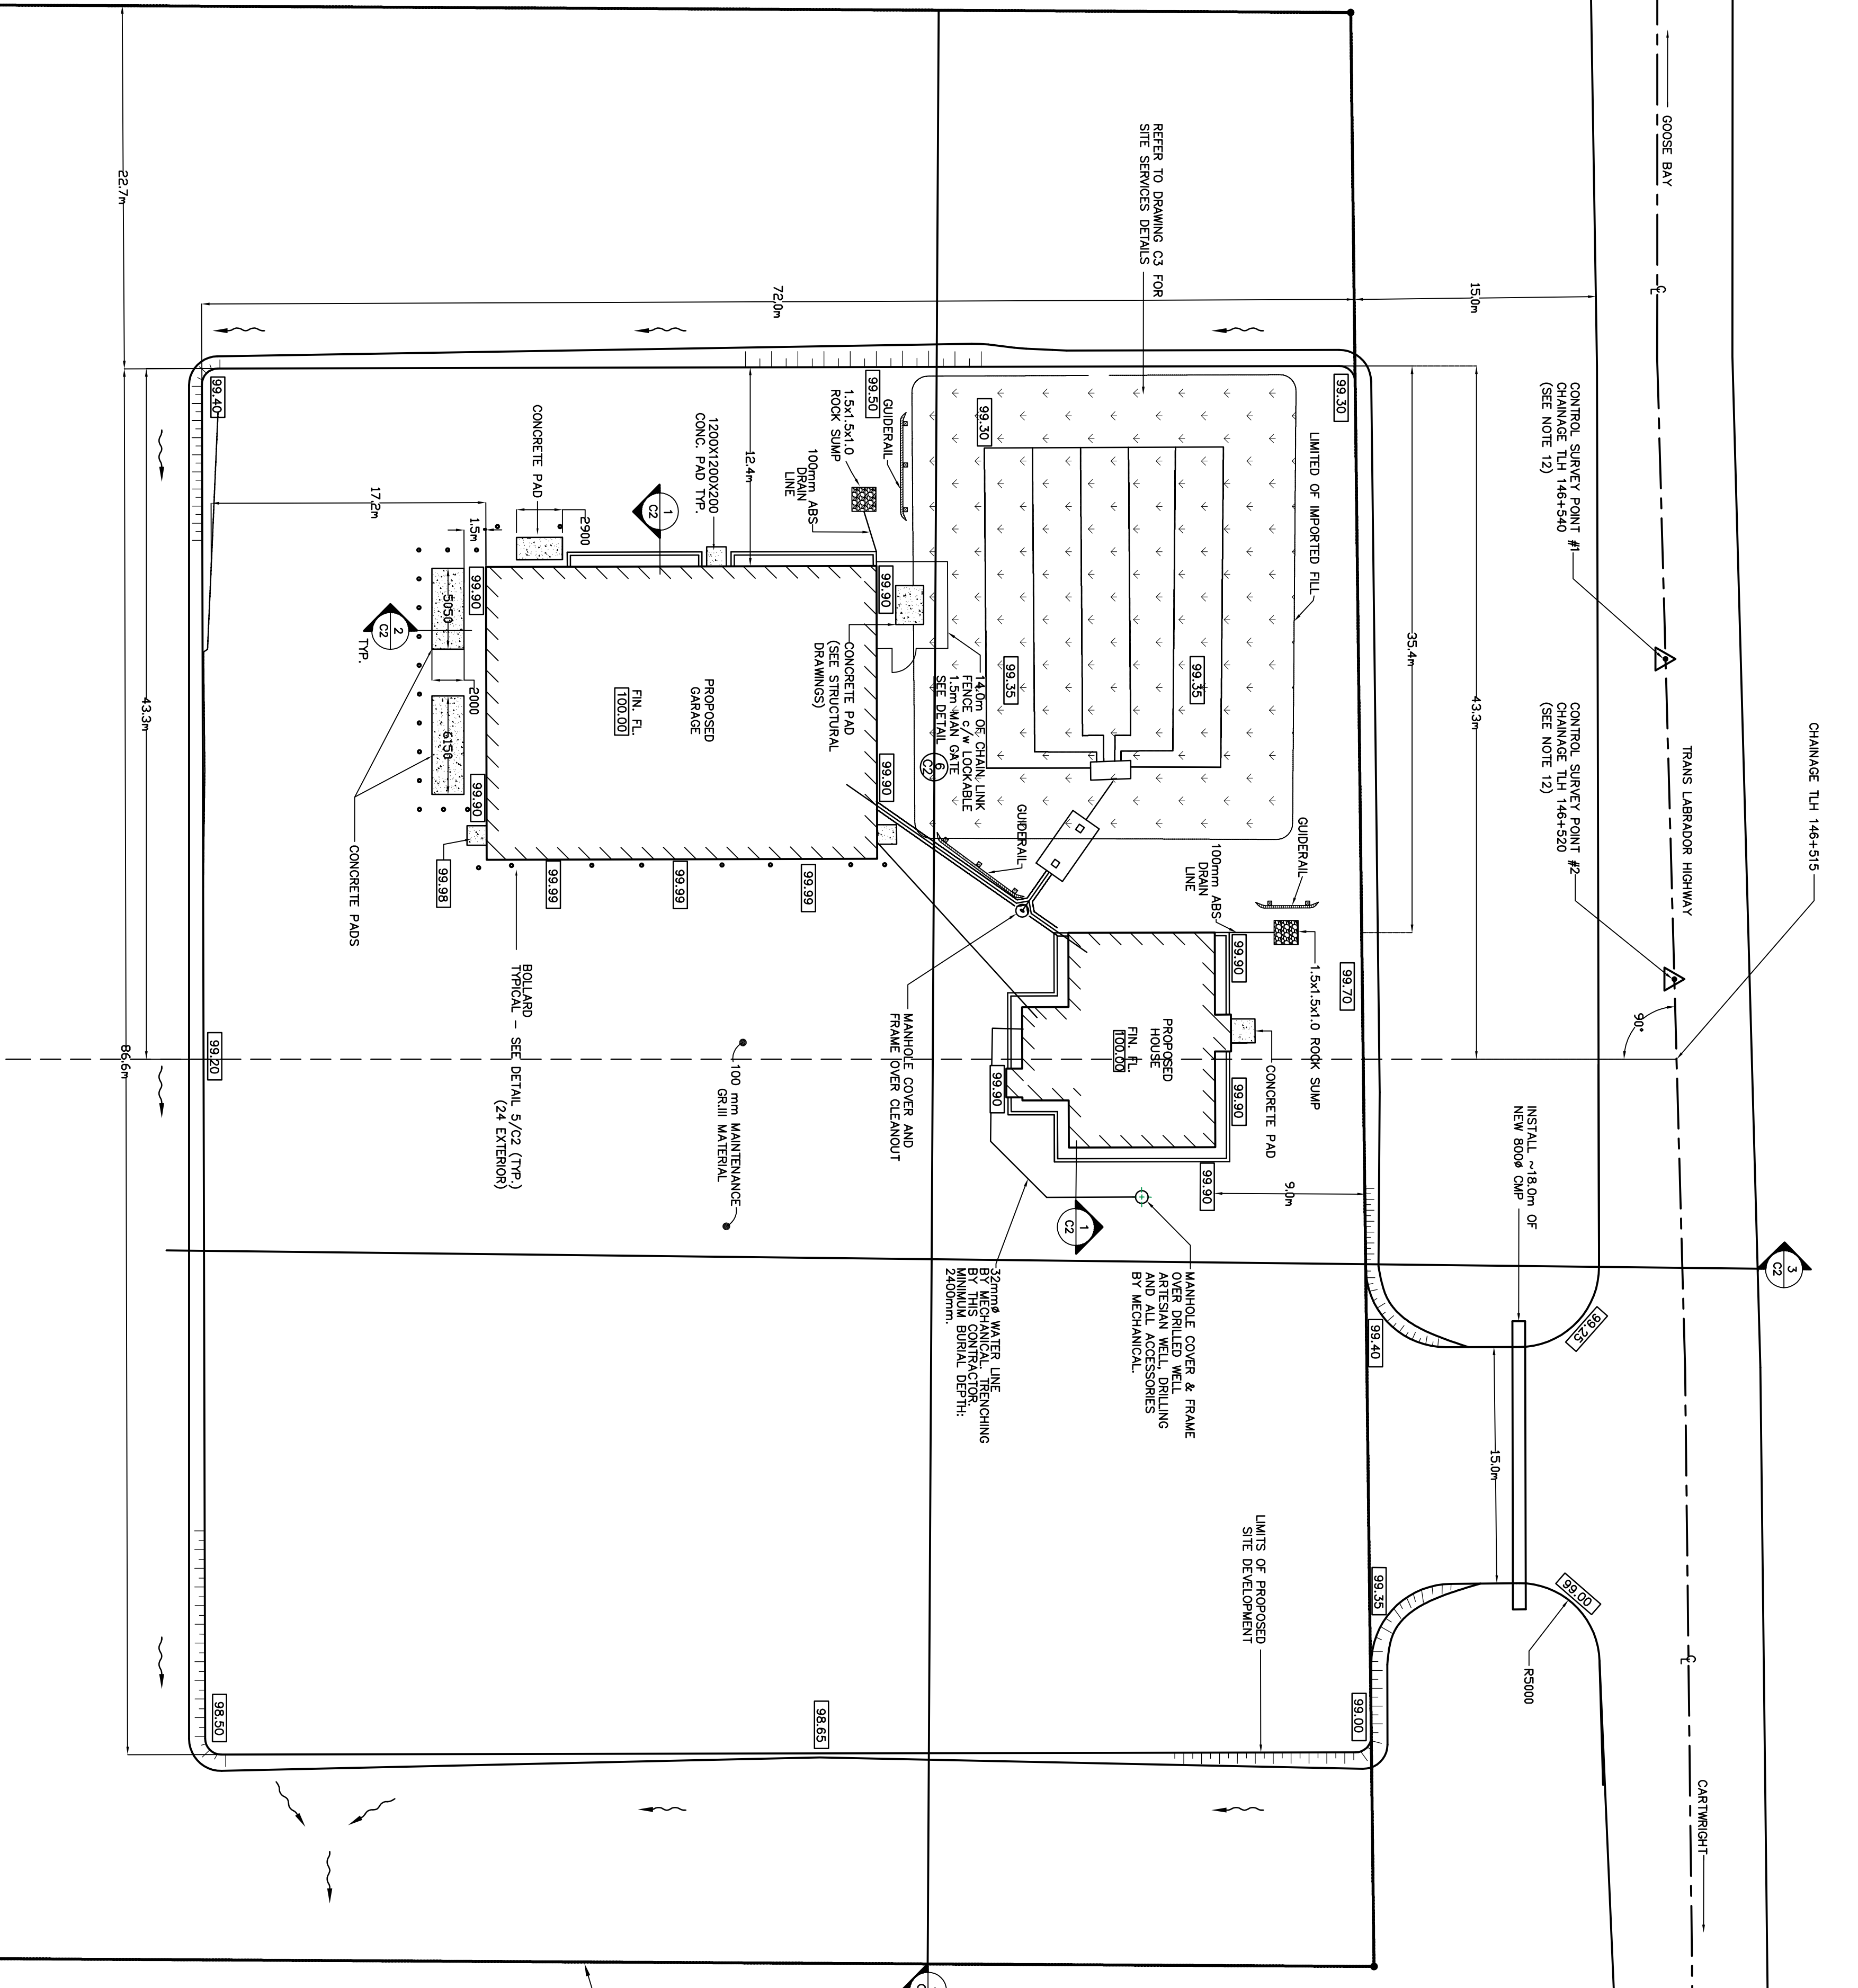 CHAINAGE TLH 146+515
GOOSE BAY
TRANS LABRADOR HIGHWAY
CARTWRIGHT
CL
CL
90°
CONTROL SURVEY POINT #1
CHAINAGE TLH 146+540
(SEE NOTE 12)
CONTROL SURVEY POINT #2
CHAINAGE TLH 146+520
(SEE NOTE 12)
3
C2
INSTALL ~18.0m OF
NEW 800ø CMP
99.25
99.00
R5000
15.0m
15.0m
43.3m
35.4m
99.40
99.35
99.30
99.70
99.00
LIMITED OF IMPORTED FILL
GUIDERAIL
1.5x1.5x1.0 ROCK SUMP
CONCRETE PAD
9.0m
LIMITS OF PROPOSED
SITE DEVELOPMENT
REFER TO DRAWING C3 FOR
SITE SERVICES DETAILS
100mm ABS
DRAIN
LINE
99.90
99.90
99.90
99.35
99.35
99.30
PROPOSED
HOUSE
FIN. FL.
100.00
99.90
1
C2
MANHOLE COVER & FRAME
OVER DRILLED WELL
ARTESIAN WELL, DRILLING
AND ALL ACCESSORIES
BY MECHANICAL.
GUIDERAIL
32mmø WATER LINE
BY MECHANICAL. TRENCHING
BY THIS CONTRACTOR.
MINIMUM BURIAL DEPTH:
2400mm.
14.0m OF CHAIN LINK
FENCE c/w LOCKABLE
1.5m MAN GATE
SEE DETAIL
6
C2
MANHOLE COVER AND
FRAME OVER CLEANOUT
GUIDERAIL
99.50
1.5x1.5x1.0
ROCK SUMP
100mm ABS
DRAIN
LINE
99.90
99.90
CONCRETE PAD
(SEE STRUCTURAL
DRAWINGS)
72.0m
12.4m
1200X1200X200
CONC. PAD TYP.
1
C2
PROPOSED
GARAGE
FIN. FL.
100.00
99.99
99.99
99.99
99.98
98.65
100 mm MAINTENANCE
GR.III MATERIAL
CONCRETE PAD
2900
BOLLARD
TYPICAL - SEE DETAIL 5/C2 (TYP.)
(24 EXTERIOR)
1.5m
99.90
99.90
2000
5050
6150
2
C2
TYP.
17.2m
CONCRETE PADS
99.40
99.20
98.50
43.3m
22.7m
86.6m